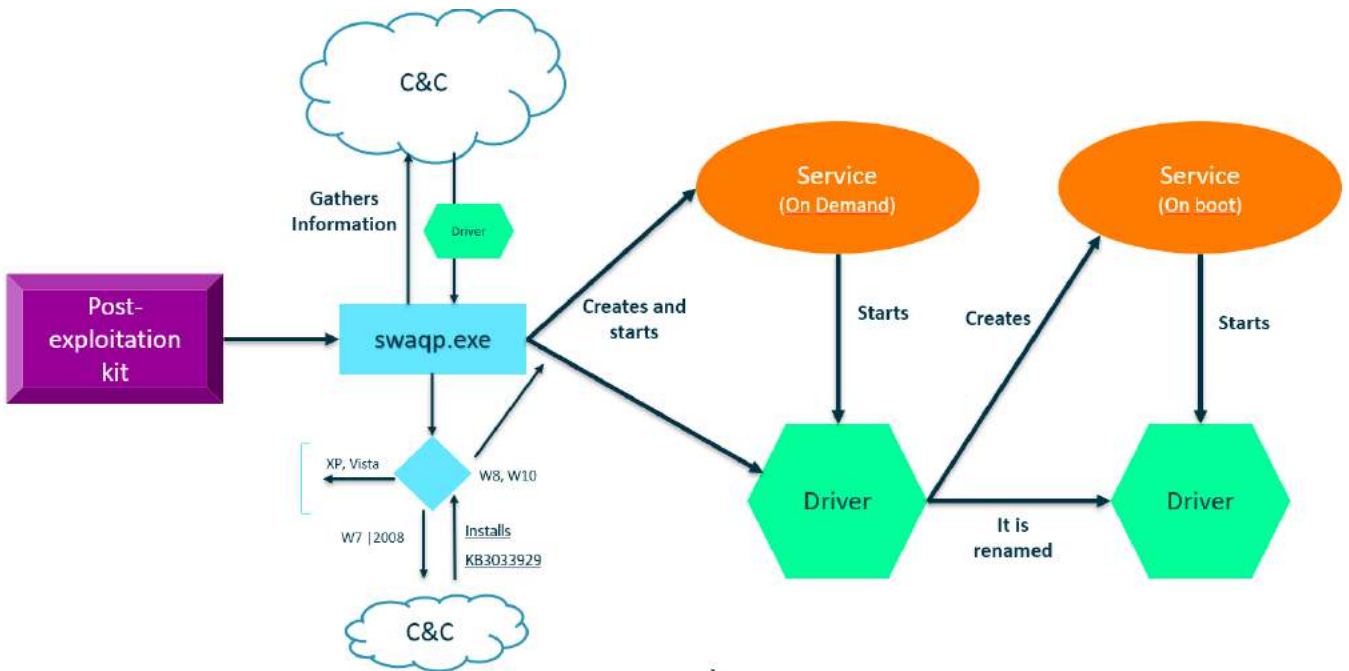 C&C
Gathers
Information
Driver
Post-
exploitation
kit
swaqp.exe
Creates and
starts
Service
(On Demand)
Starts
Service
(On boot)
Creates
Starts
Driver
It is
renamed
Driver
XP, Vista
W8, W10
W7 |2008
Installs
KB3033929
C&C